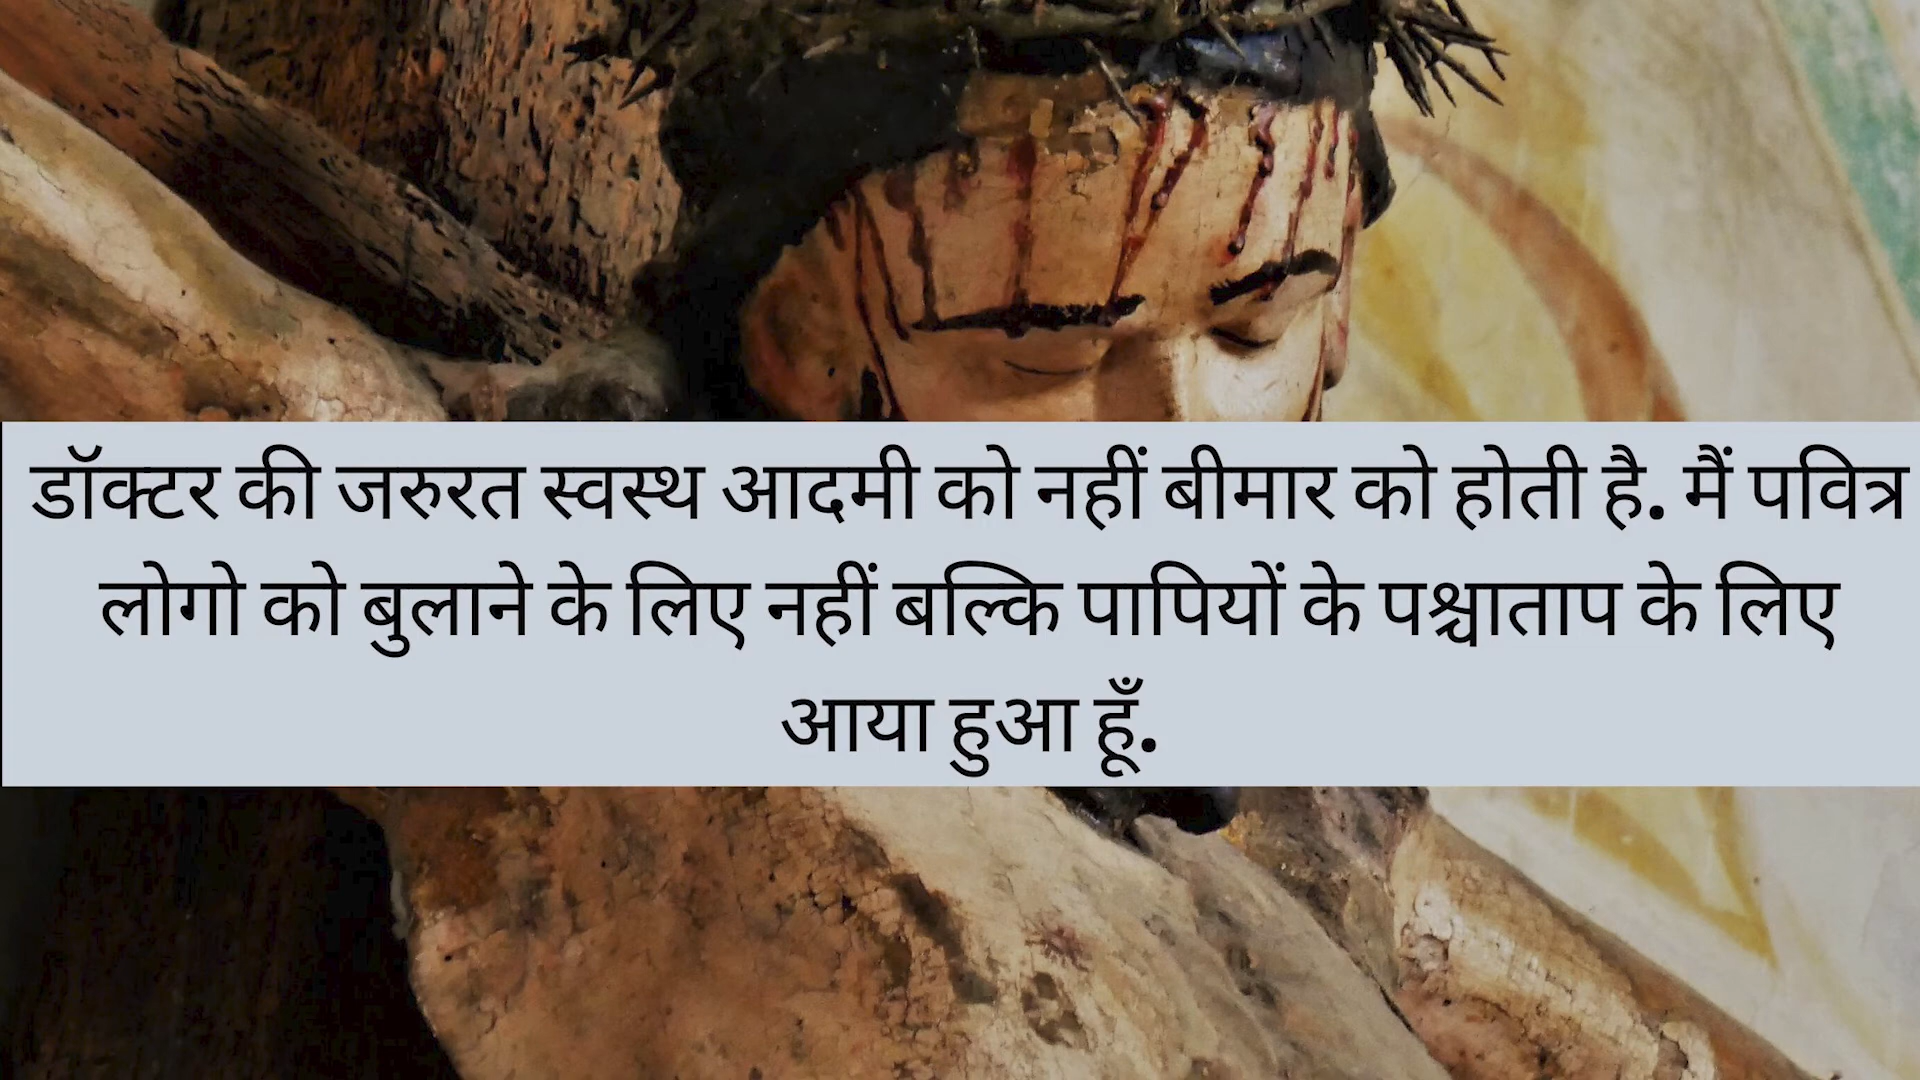 डॉक्टर की जरुरत स्वस्थ आदमी को नहीं बीमार को होती है. मैं पवित्र
लोगो को बुलाने के लिए नहीं बल्कि पापियों के पश्चाताप के लिए
आया हुआ हूँ.